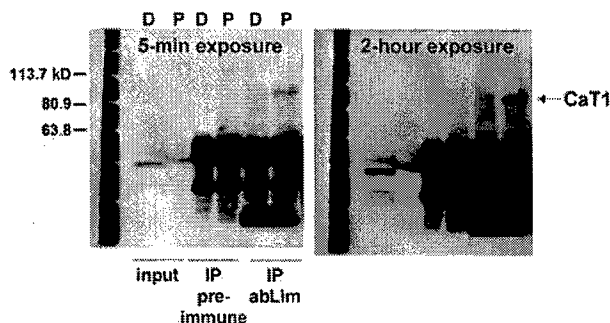 D P D P D P
5-min exposure
2-hour exposure
113.7 kD
80.9
63.8
CaT1
input
IP
pre-
immune
IP
abLim